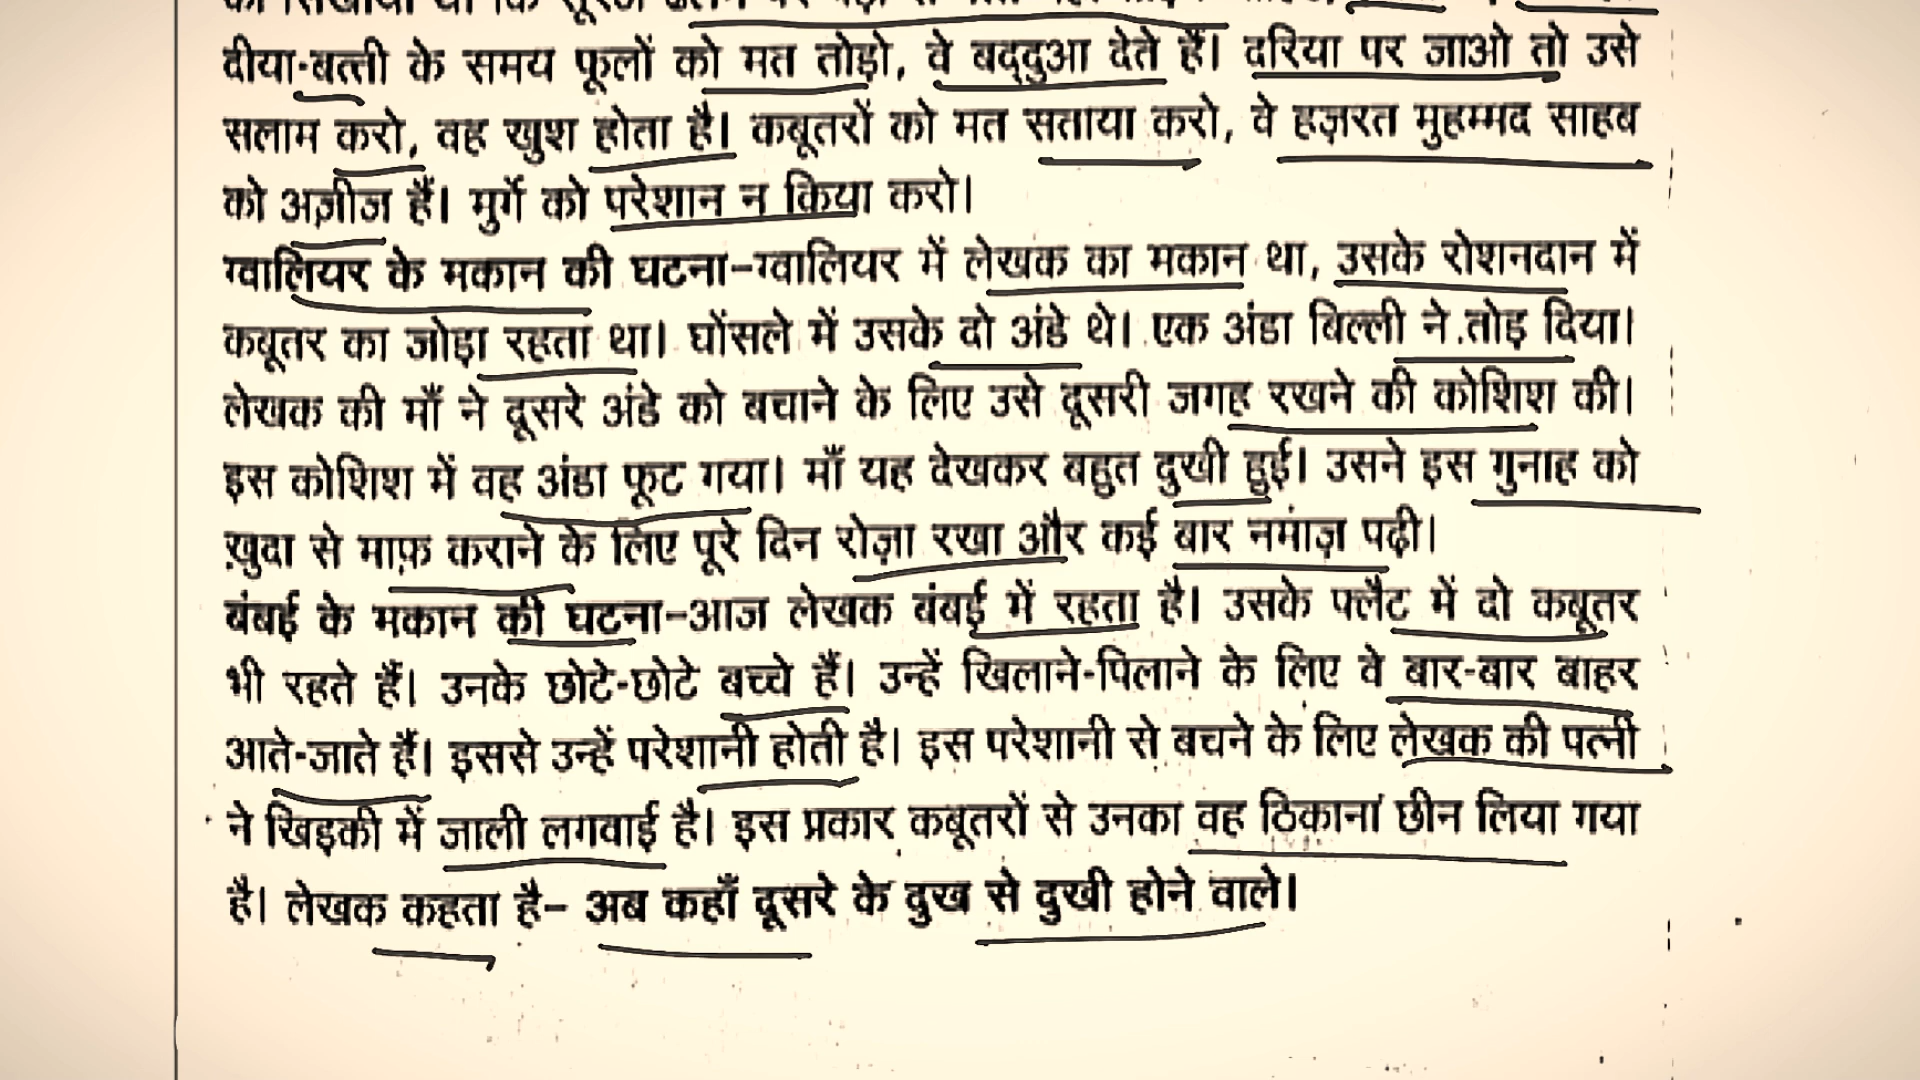 दीया-बत्ती के समय फूलों को मत तोड़ो, वे बद्दुआ देते हैं। दरिया पर जाओ तो उसे
सलाम करो, वह खुश होता है। कबूतरों को मत सताया करो, वे हज़रत मुहम्मद साहब
को अज़ीज हैं। मुर्गे को परेशान न किया करो।
ग्वालियर के मकान की घटना–ग्वालियर में लेखक का मकान था, उसके रोशनदान में
कबूतर का जोड़ा रहता था। घोंसले में उसके दो अंडे थे। एक अंडा बिल्ली ने तोड़ दिया।
लेखक की माँ ने दूसरे अंडे को बचाने के लिए उसे दूसरी जगह रखने की कोशिश की।
इस कोशिश में वह अंडा फूट गया। माँ यह देखकर बहुत दुखी हुई। उसने इस गुनाह को
ख़ुदा से माफ़ कराने के लिए पूरे दिन रोज़ा रखा और कई बार नमाज़ पढ़ी।
बंबई के मकान की घटना–आज लेखक बंबई में रहता है। उसके फ्लैट में दो कबूतर
भी रहते हैं। उनके छोटे-छोटे बच्चे हैं। उन्हें खिलाने-पिलाने के लिए वे बार-बार बाहर
आते-जाते हैं। इससे उन्हें परेशानी होती है। इस परेशानी से बचने के लिए लेखक की पत्नी
ने खिड़की में जाली लगवाई है। इस प्रकार कबूतरों से उनका वह ठिकाना छीन लिया गया
है। लेखक कहता है– अब कहाँ दूसरे के दुख से दुखी होने वाले।